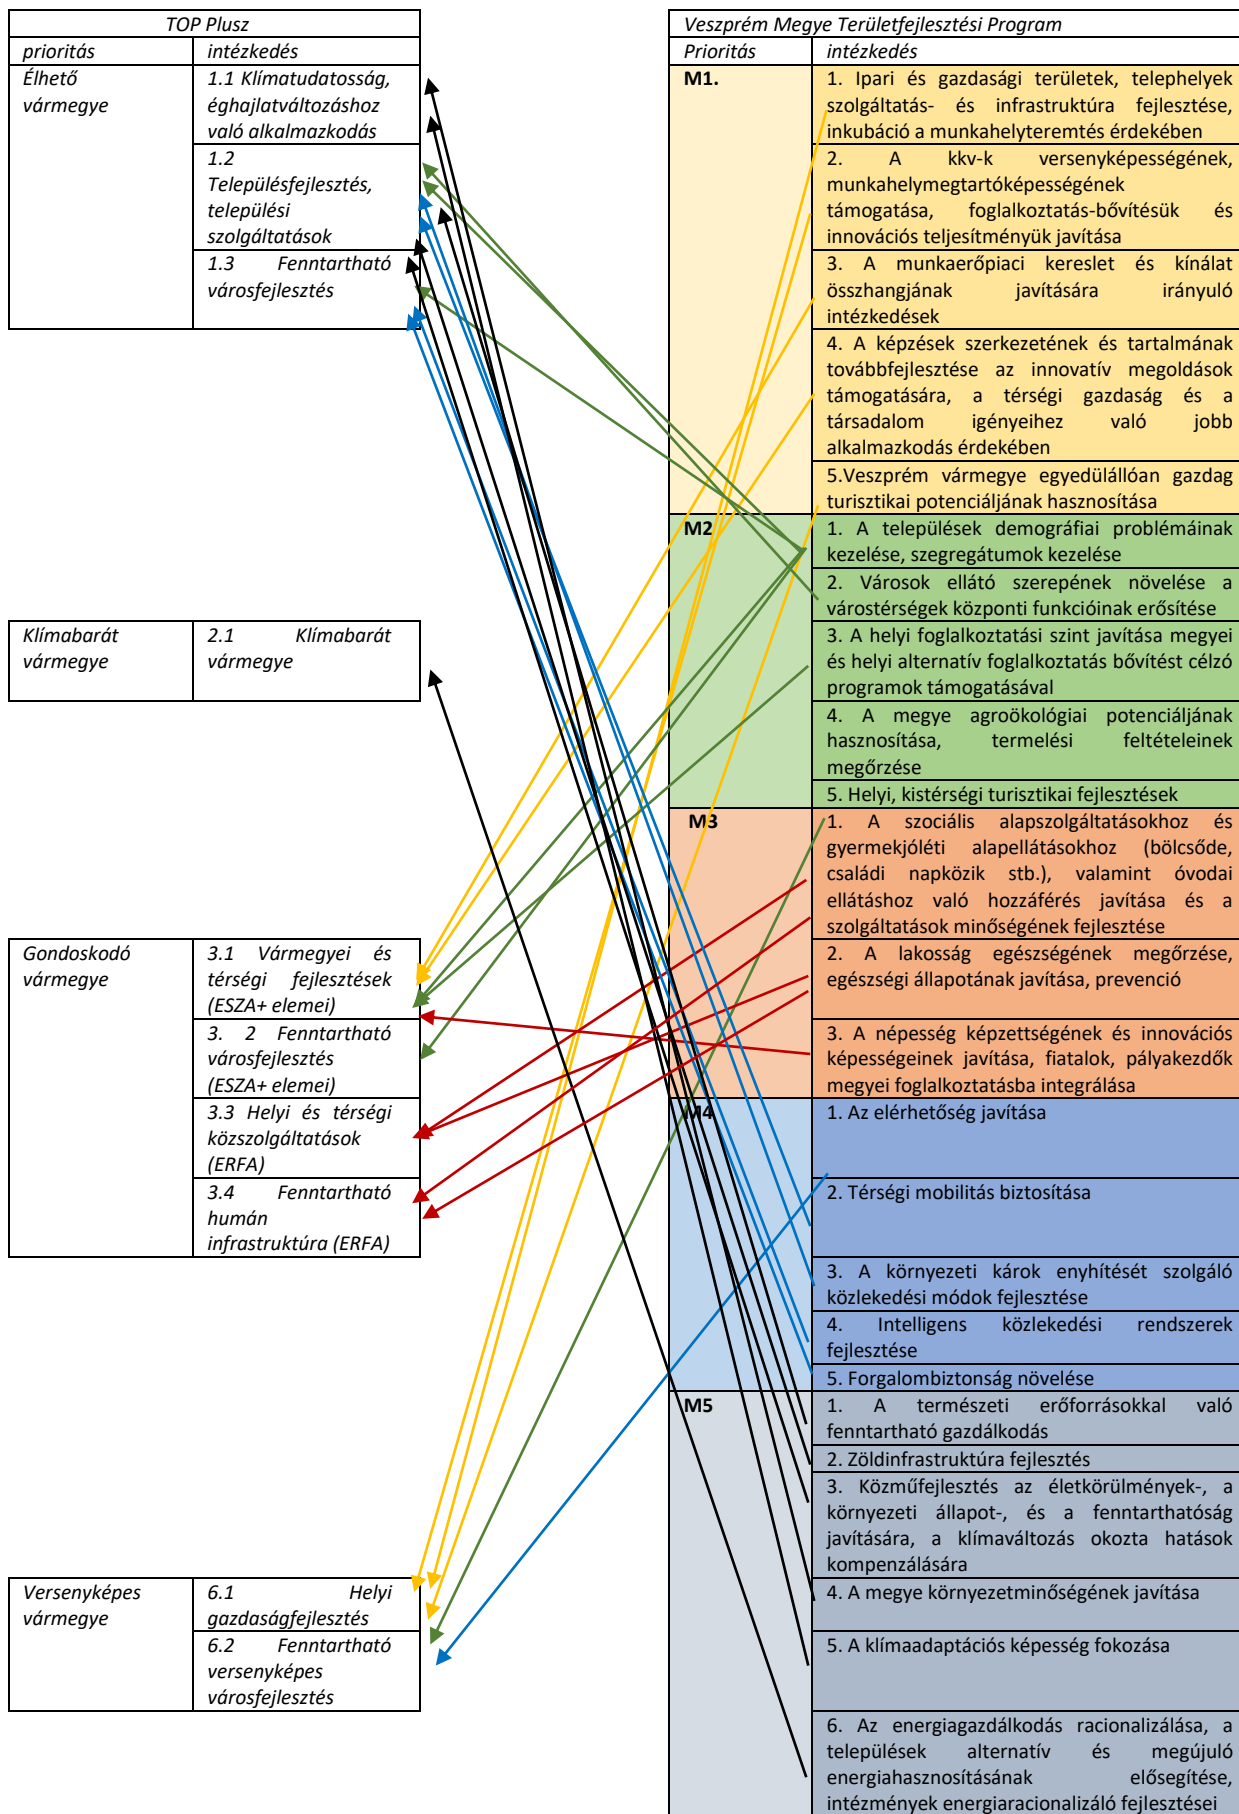 TOP Plusz
prioritás intézkedés
Élhető
vármegye
1.1 Klímatudatosság,
éghajlatváltozáshoz
való alkalmazkodás
1.2
Településfejlesztés,
települési
szolgáltatások
1.3 Fenntartható
városfejlesztés
Klímabarát
vármegye
2.1 Klímabarát
vármegye
Gondoskodó
vármegye
3.1 Vármegyei és
térségi fejlesztések
(ESZA+ elemei)
3. 2 Fenntartható
városfejlesztés
(ESZA+ elemei)
3.3 Helyi és térségi
közszolgáltatások
(ERFA)
3.4 Fenntartható
humán
infrastruktúra (ERFA)
Versenyképes
vármegye
6.1 Helyi
gazdaságfejlesztés
6.2 Fenntartható
versenyképes
városfejlesztés
Veszprém Megye Területfejlesztési Program
Prioritás intézkedés
M1.
1. Ipari és gazdasági területek, telephelyek
szolgáltatás- és infrastruktúra fejlesztése,
inkubáció a munkahelyteremtés érdekében
2. A kkv-k versenyképességének,
munkahelymegtartóképességének
támogatása, foglalkoztatás-bővítésük és
innovációs teljesítményük javítása
3. A munkaerőpiaci kereslet és kínálat
összhangjának javítására irányuló
intézkedések
4. A képzések szerkezetének és tartalmának
továbbfejlesztése az innovatív megoldások
támogatására, a térségi gazdaság és a
társadalom igényeihez való jobb
alkalmazkodás érdekében
5.Veszprém vármegye egyedülállóan gazdag
turisztikai potenciáljának hasznosítása
M2
1. A települések demográfiai problémáinak
kezelése, szegregátumok kezelése
2. Városok ellátó szerepének növelése a
várostérségek központi funkcióinak erősítése
3. A helyi foglalkoztatási szint javítása megyei
és helyi alternatív foglalkoztatás bővítést célzó
programok támogatásával
4. A megye agroökológiai potenciáljának
hasznosítása, termelési feltételeinek
megőrzése
5. Helyi, kistérségi turisztikai fejlesztések
M3
1. A szociális alapszolgáltatásokhoz és
gyermekjóléti alapellátásokhoz (bölcsőde,
családi napközik stb.), valamint óvodai
ellátáshoz való hozzáférés javítása és a
szolgáltatások minőségének fejlesztése
2. A lakosság egészségének megőrzése,
egészségi állapotának javítása, prevenció
3. A népesség képzettségének és innovációs
képességeinek javítása, fiatalok, pályakezdők
megyei foglalkoztatásba integrálása
M4
1. Az elérhetőség javítása
2. Térségi mobilitás biztosítása
3. A környezeti károk enyhítését szolgáló
közlekedési módok fejlesztése
4. Intelligens közlekedési rendszerek
fejlesztése
5. Forgalombiztonság növelése
M5
1. A természeti erőforrásokkal való
fenntartható gazdálkodás
2. Zöldinfrastruktúra fejlesztés
3. Közműfejlesztés az életkörülmények-, a
környezeti állapot-, és a fenntarthatóság
javítására, a klímaváltozás okozta hatások
kompenzálására
4. A megye környezetminőségének javítása
5. A klímaadaptációs képesség fokozása
6. Az energiagazdálkodás racionalizálása, a
települések alternatív és megújuló
energiahasznosításának elősegítése,
intézmények energiaracionalizáló fejlesztései